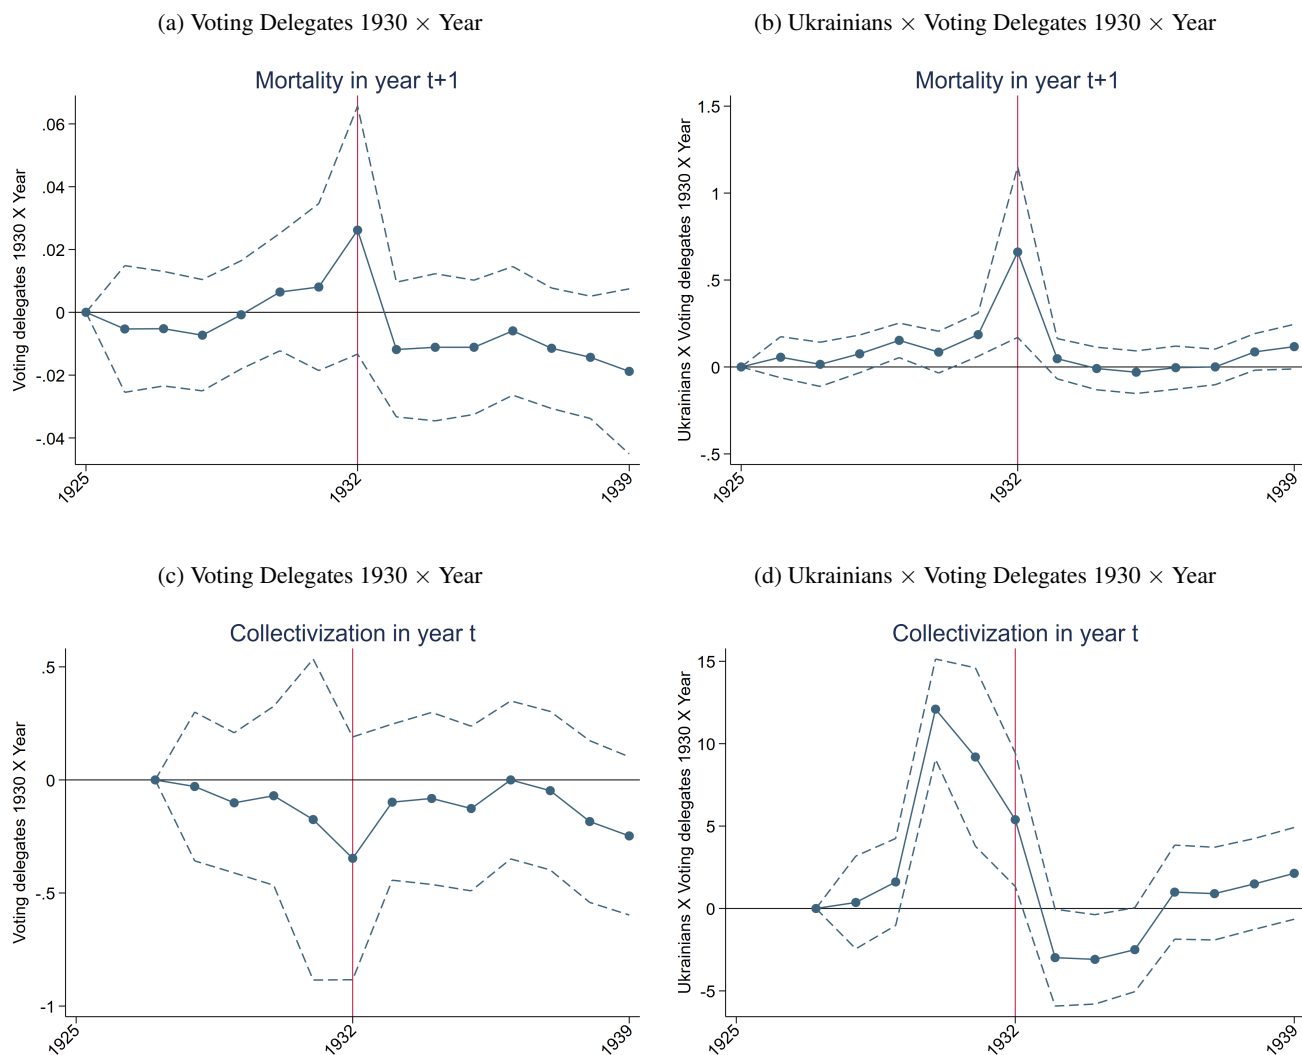 (a) Voting Delegates 1930 × Year
Mortality in year t+1
Voting delegates 1930 X Year
.06
.04
.02
0
-.02
-.04
1925
1932
1939
(b) Ukrainians × Voting Delegates 1930 × Year
Mortality in year t+1
Ukrainians X Voting delegates 1930 X Year
1.5
1
.5
0
-.5
1925
1932
1939
(c) Voting Delegates 1930 × Year
Collectivization in year t
Voting delegates 1930 X Year
.5
0
-.5
-1
1925
1932
1939
(d) Ukrainians × Voting Delegates 1930 × Year
Collectivization in year t
Ukrainians X Voting delegates 1930 X Year
15
10
5
0
-5
1925
1932
1939